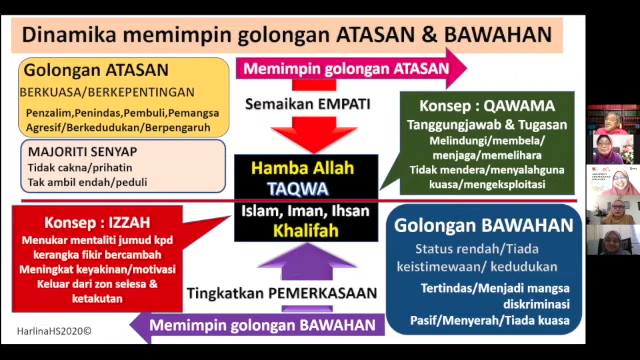 Dinamika memimpin golongan ATASAN & BAWAHAN
Golongan ATASAN
BERKUASA/BERKEPENTINGAN
Penzalim,Penindas,Pembuli,Pemangsa
Agresif/Berkedudukan/Berpengaruh
MAJORITI SENYAP
Tidak cakna/prihatin
Tak ambil endah/peduli
Memimpin golongan ATASAN
Semaikan EMPATI
Konsep : QAWAMA
Tanggungjawab & Tugasan
Melindungi/membela/
menjaga/memelihara
Tidak mendera/menyalahguna
kuasa/mengeksploitasi
Hamba Allah
TAQWA
Islam, Iman, Ihsan
Khalifah
Konsep : IZZAH
Menukar mentaliti jumud kpd
kerangka fikir bercambah
Meningkat keyakinan/motivasi
Keluar dari zon selesa &
ketakutan
Golongan BAWAHAN
Status rendah/Tiada
keistimewaan/ kedudukan
Tertindas/Menjadi mangsa
diskriminasi
Pasif/Menyerah/Tiada kuasa
Tingkatkan PEMERKASAAN
Memimpin golongan BAWAHAN
HarlinaHS2020©